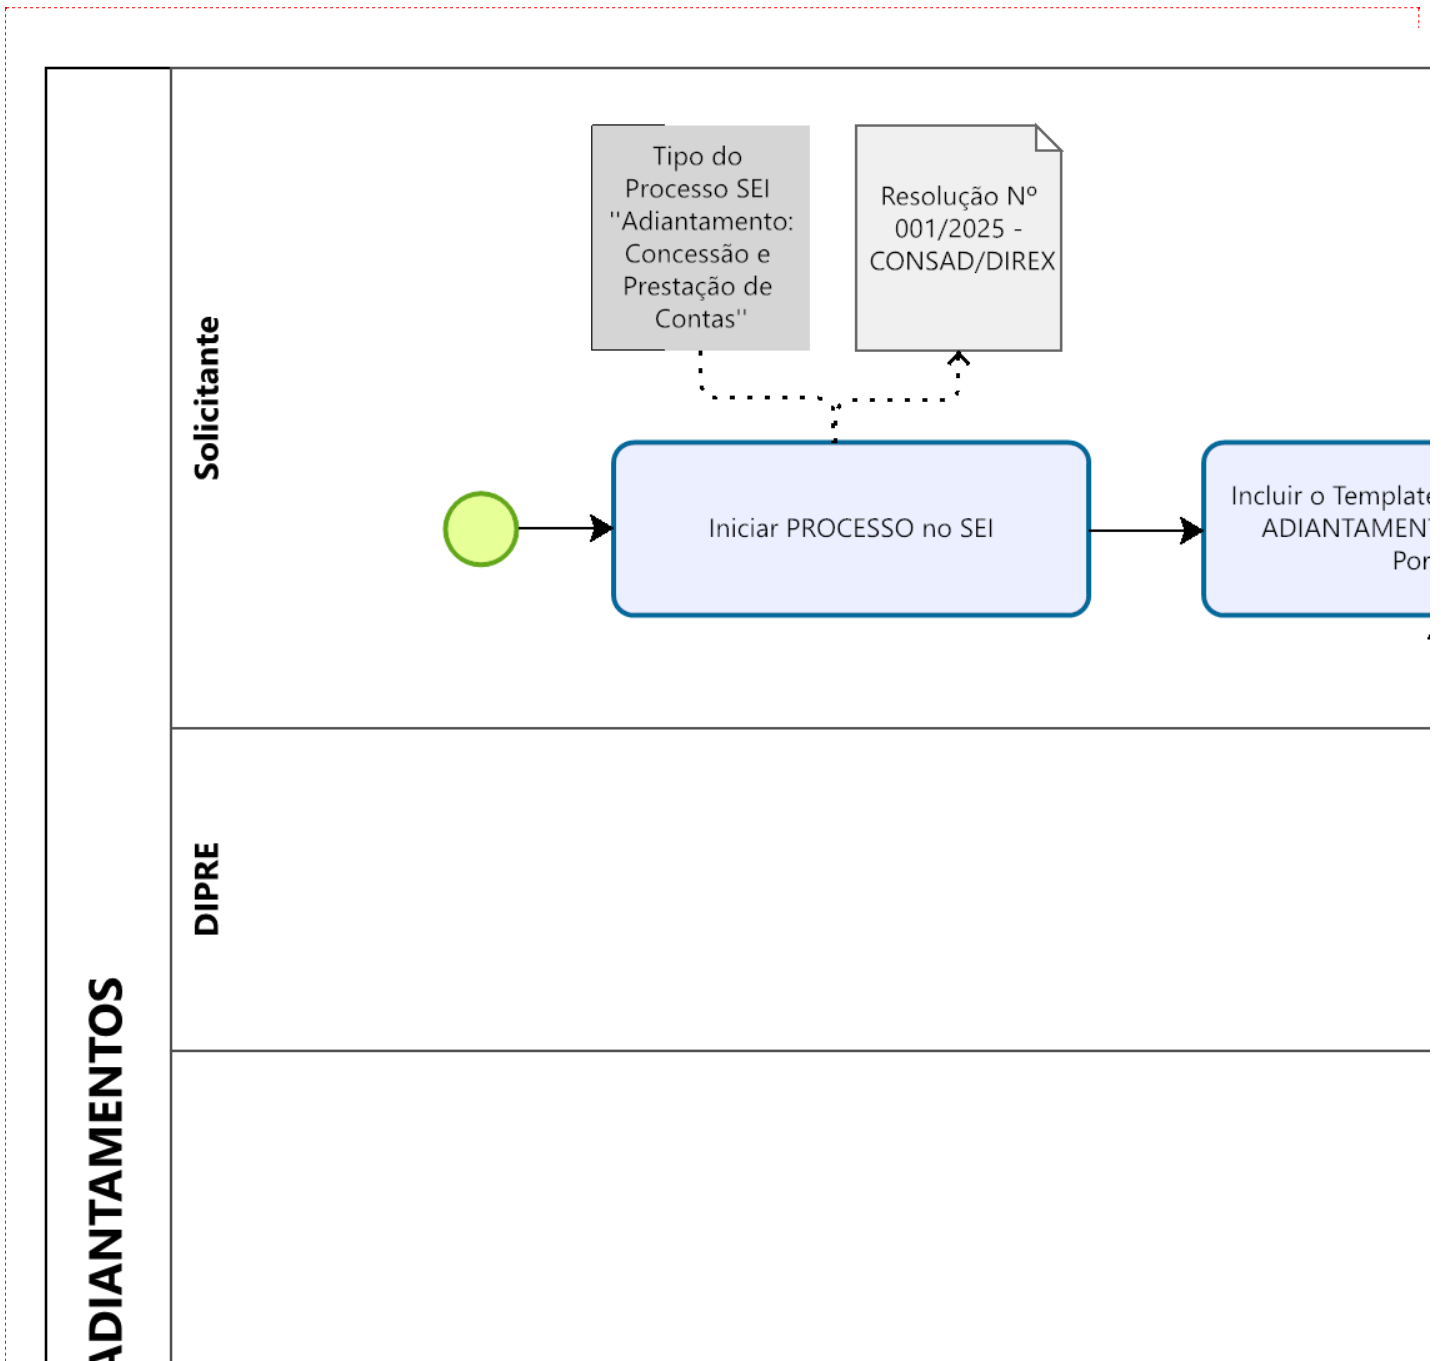 Tipo do
Processo SEI
"Adiantamento:
Concessão e
Prestação de
Contas"
Resolução Nº
001/2025 -
CONSAD/DIREX
Solicitante
Iniciar PROCESSO no SEI
Incluir o Template
DIPRE
ADIANTAMENTOS